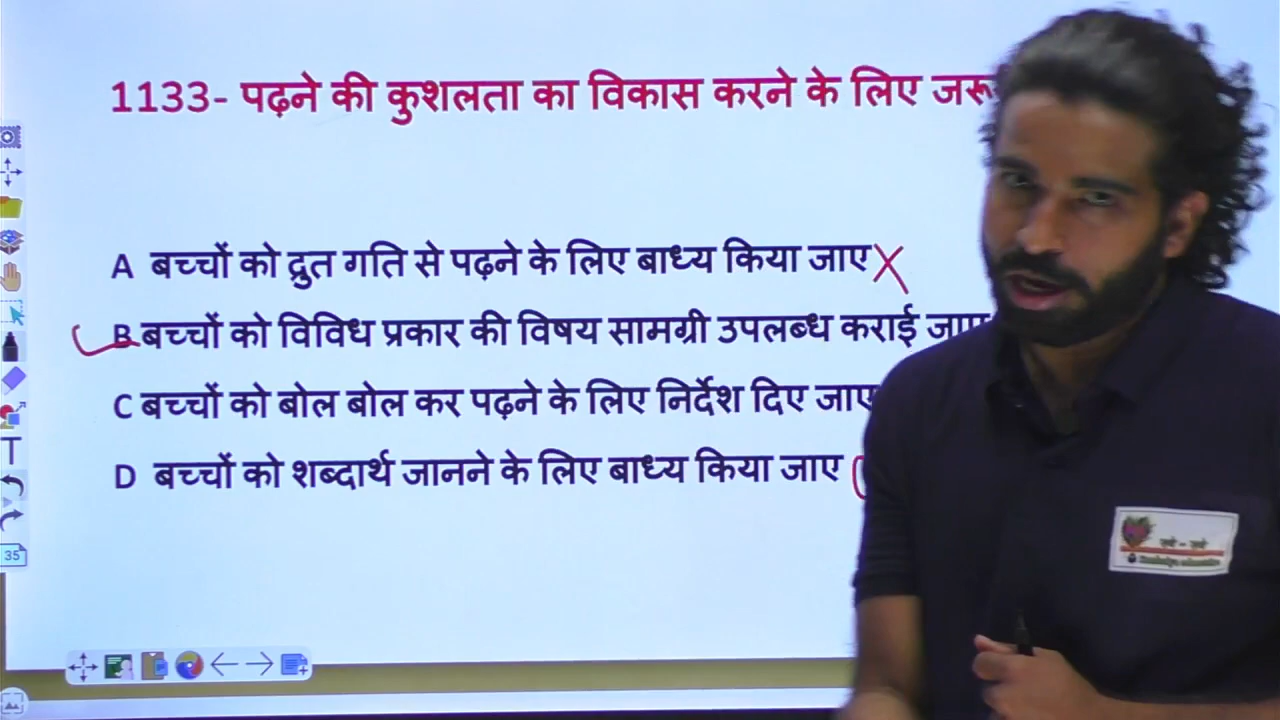 1133- पढ़ने की कुशलता का विकास करने के लिए
A बच्चों को द्रुत गति से पढ़ने के लिए बाध्य किया जाए
B बच्चों को विविध प्रकार की विषय सामग्री उपलब्ध कराई जाए
C बच्चों को बोल बोल कर पढ़ने के लिए निर्देश दिए जाए
D बच्चों को शब्दार्थ जानने के लिए बाध्य किया जाए
35